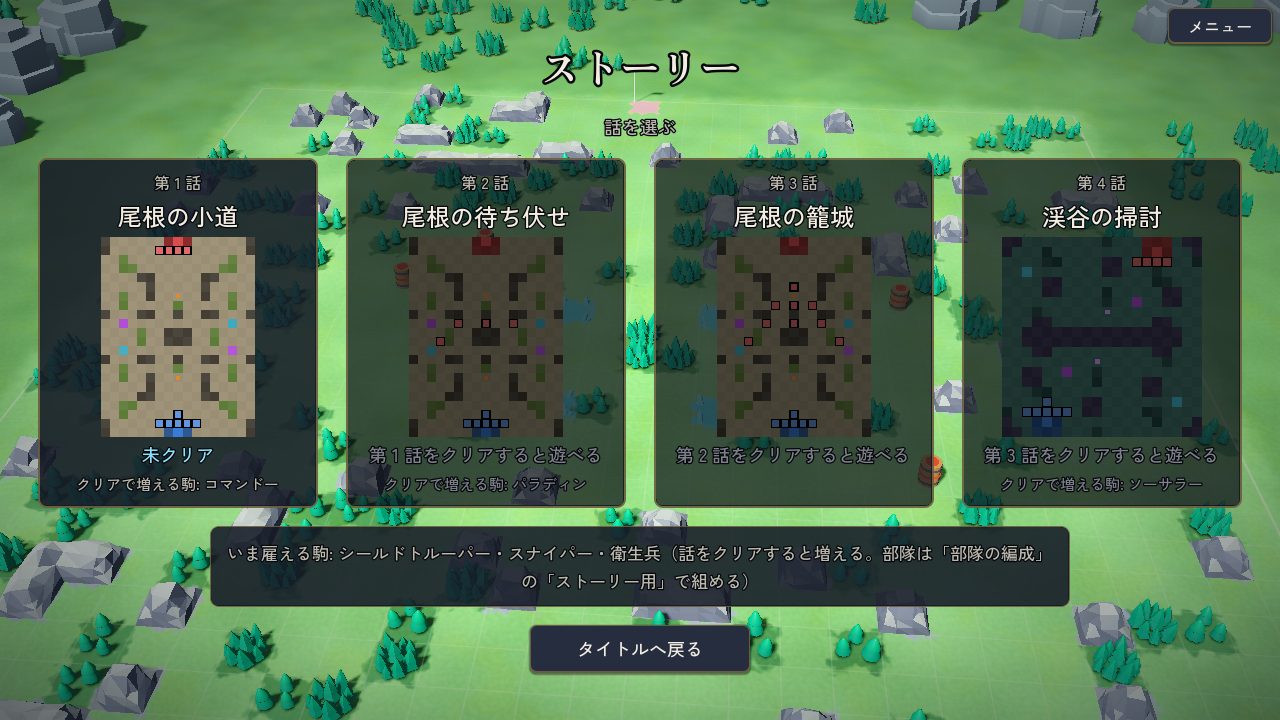 メニュー
ストーリー
話を選ぶ
第1話
尾根の小道
未クリア
クリアで増える駒: コマンドー
第2話
尾根の待ち伏せ
第1話をクリアすると遊べる
クリアで増える駒: パラディン
第3話
尾根の籠城
第2話をクリアすると遊べる
第4話
渓谷の掃討
第3話をクリアすると遊べる
クリアで増える駒: ソーサラー
いま雇える駒: シールドトルーパー・スナイパー・衛生兵（話をクリアすると増える。部隊は「部隊の編成」
の「ストーリー用」で組める）
タイトルへ戻る